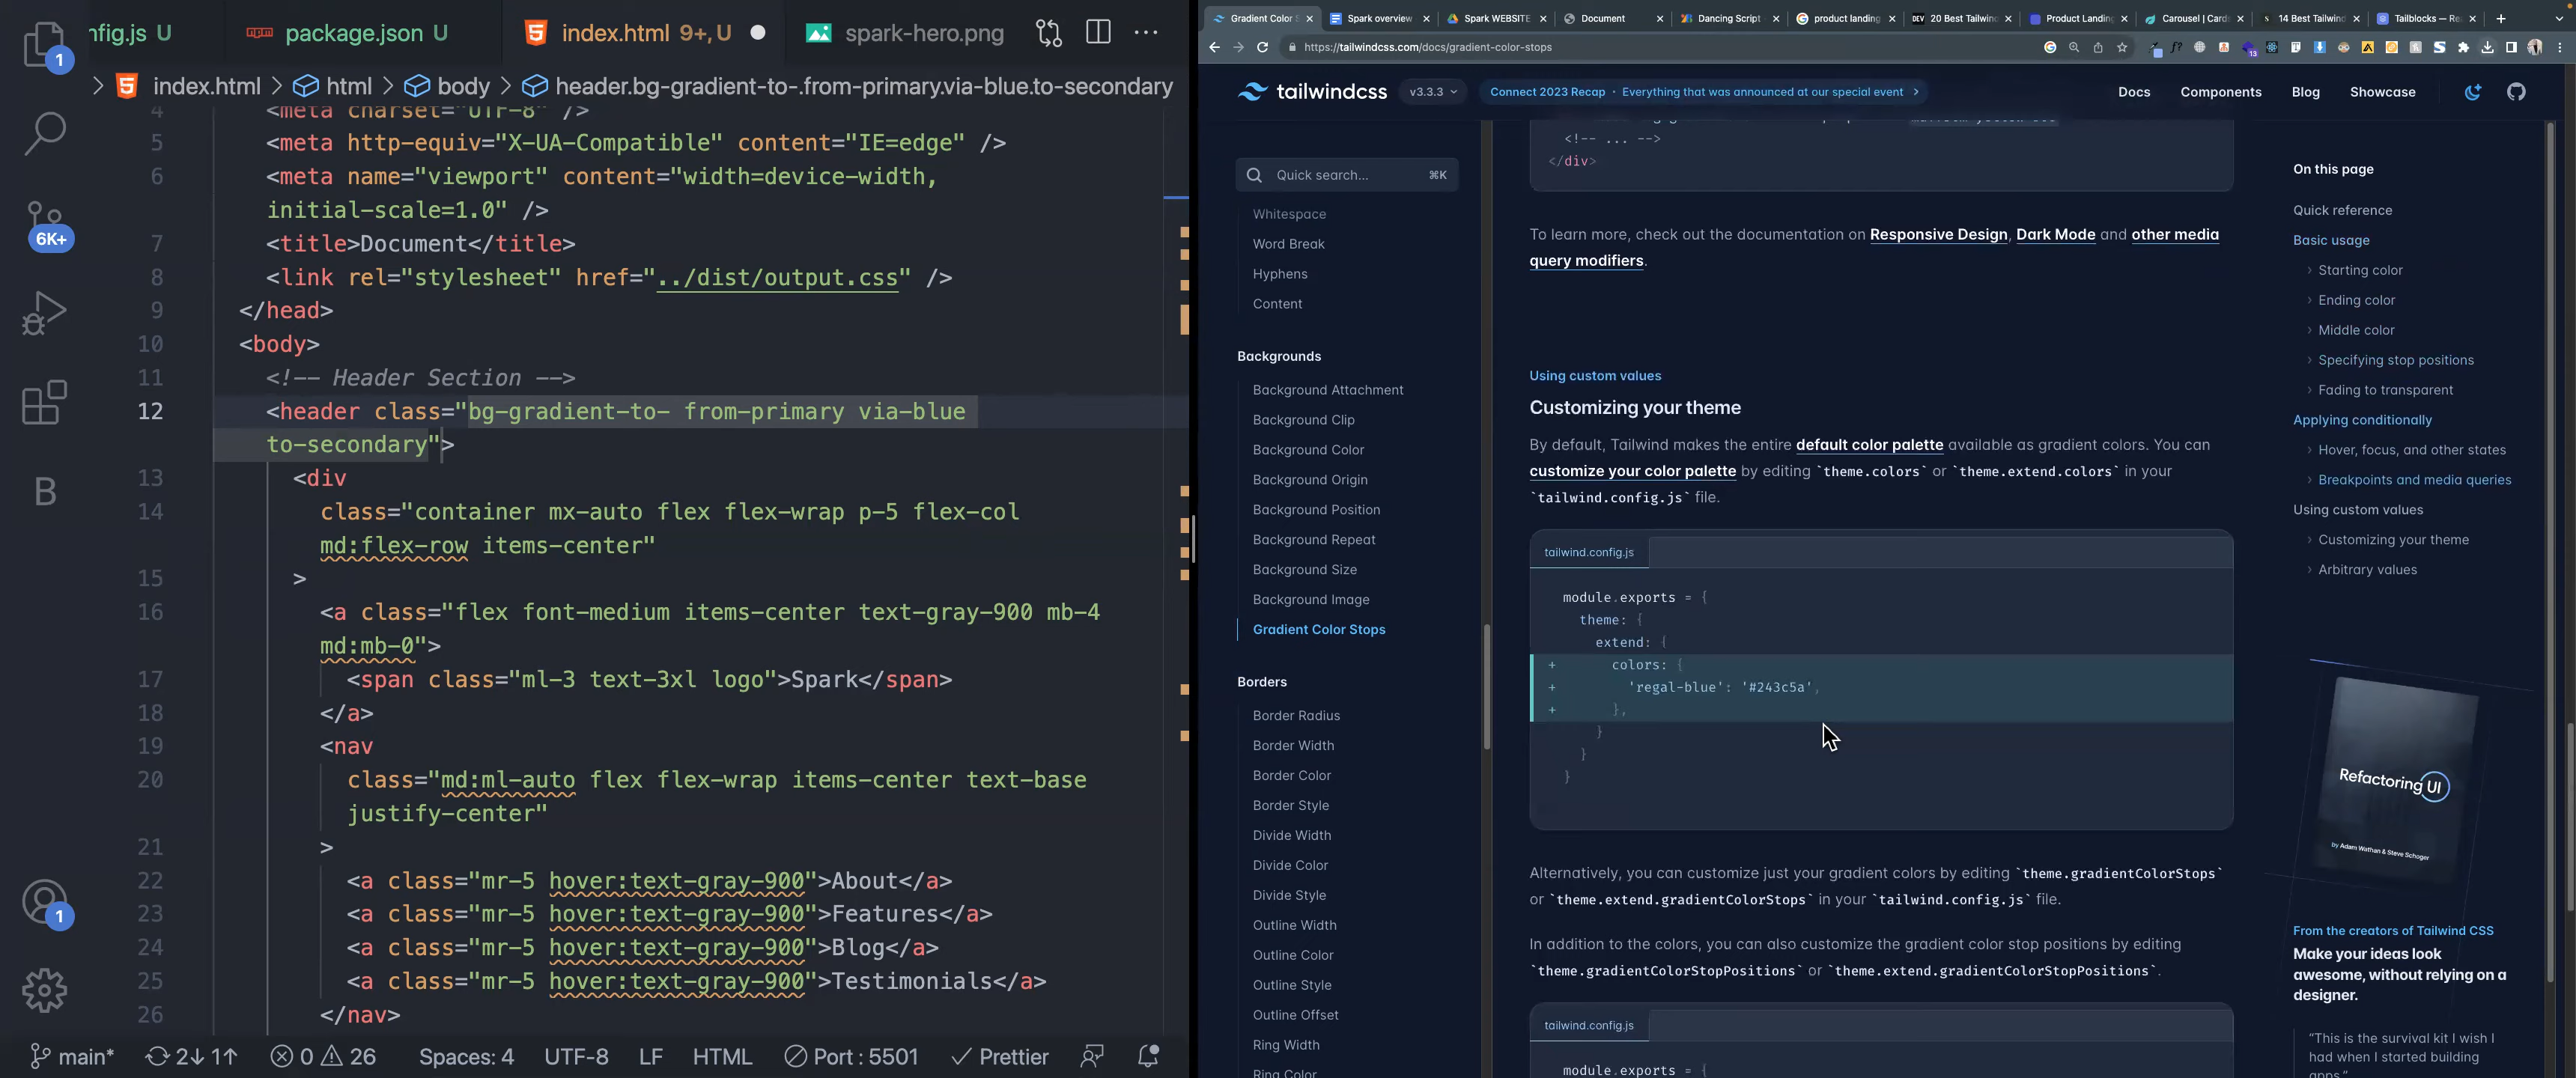 nfig.js U package.json U index.html 9+, U spark-hero.png
index.html > html > body > header.bg-gradient-to-.from-primary.via-blue.to-secondary
4 <meta charset="UTF-8" />
5 <meta http-equiv="X-UA-Compatible" content="IE=edge" />
6 <meta name="viewport" content="width=device-width,
initial-scale=1.0" />
7 <title>Document</title>
8 <link rel="stylesheet" href="../dist/output.css" />
9 </head>
10 <body>
11 <!-- Header Section -->
12 <header class="bg-gradient-to- from-primary via-blue
to-secondary">
13 <div
14 class="container mx-auto flex flex-wrap p-5 flex-col
md:flex-row items-center"
15 >
16 <a class="flex font-medium items-center text-gray-900 mb-4
md:mb-0">
17 <span class="ml-3 text-3xl logo">Spark</span>
18 </a>
19 <nav
20 class="md:ml-auto flex flex-wrap items-center text-base
justify-center"
21 >
22 <a class="mr-5 hover:text-gray-900">About</a>
23 <a class="mr-5 hover:text-gray-900">Features</a>
24 <a class="mr-5 hover:text-gray-900">Blog</a>
25 <a class="mr-5 hover:text-gray-900">Testimonials</a>
26 </nav>
1
6K+
B
1
main* 2↓ 1↑ 0 26 Spaces: 4 UTF-8 LF HTML Port : 5501 Prettier
Gradient Color S Spark overview Spark WEBSITE Document Dancing Script product landing DEV 20 Best Tailwin Product Landin Carousel | Card 14 Best Tailwind Tailblocks — Re
https://tailwindcss.com/docs/gradient-color-stops
tailwindcss v3.3.3 Connect 2023 Recap · Everything that was announced at our special event Docs Components Blog Showcase
Quick search... ⌘K
Whitespace
Word Break
Hyphens
Content
Backgrounds
Background Attachment
Background Clip
Background Color
Background Origin
Background Position
Background Repeat
Background Size
Background Image
Gradient Color Stops
Borders
Border Radius
Border Width
Border Color
Border Style
Divide Width
Divide Color
Divide Style
Outline Width
Outline Color
Outline Style
Outline Offset
Ring Width
Ring Color
<!-- ... -->
</div>
To learn more, check out the documentation on Responsive Design, Dark Mode and other media
query modifiers.
Using custom values
Customizing your theme
By default, Tailwind makes the entire default color palette available as gradient colors. You can
customize your color palette by editing `theme.colors` or `theme.extend.colors` in your
`tailwind.config.js` file.
tailwind.config.js
module.exports = {
theme: {
extend: {
+ colors: {
+ 'regal-blue': '#243c5a',
+ },
}
}
}
Alternatively, you can customize just your gradient colors by editing `theme.gradientColorStops`
or `theme.extend.gradientColorStops` in your `tailwind.config.js` file.
In addition to the colors, you can also customize the gradient color stop positions by editing
`theme.gradientColorStopPositions` or `theme.extend.gradientColorStopPositions`.
tailwind.config.js
module.exports = {
On this page
Quick reference
Basic usage
Starting color
Ending color
Middle color
Specifying stop positions
Fading to transparent
Applying conditionally
Hover, focus, and other states
Breakpoints and media queries
Using custom values
Customizing your theme
Arbitrary values
Refactoring UI
by Adam Wathan & Steve Schoger
From the creators of Tailwind CSS
Make your ideas look
awesome, without relying on a
designer.
"This is the survival kit I wish I
had when I started building
apps."